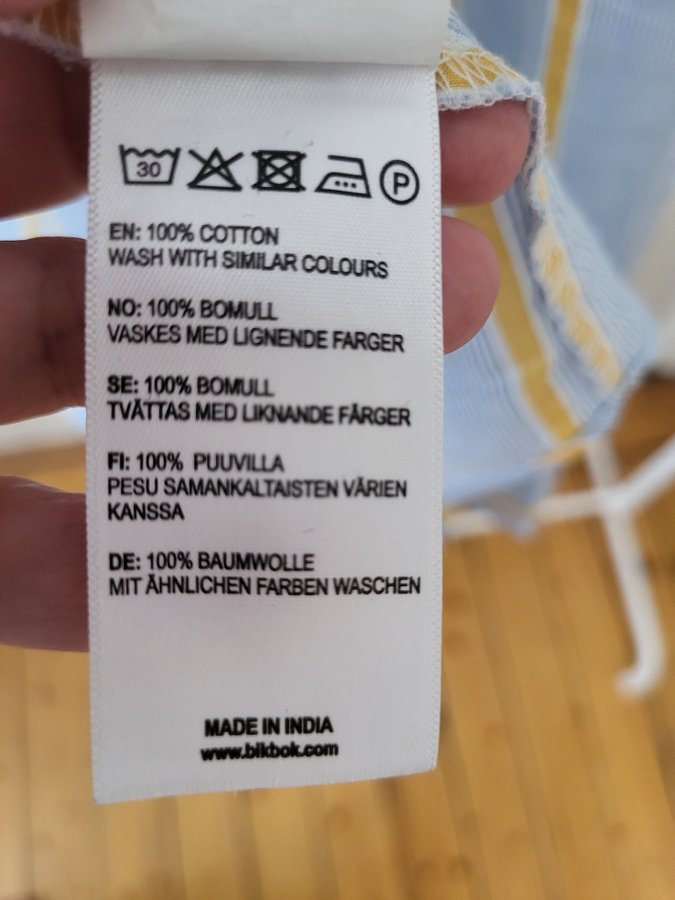 30
P
EN: 100% COTTON
WASH WITH SIMILAR COLOURS
NO: 100% BOMULL
VASKES MED LIGNENDE FARGER
SE: 100% BOMULL
TVÄTTAS MED LIKNANDE FÄRGER
FI: 100% PUUVILLA
PESU SAMANKALTAISTEN VÄRIEN
KANSSA
DE: 100% BAUMWOLLE
MIT ÄHNLICHEN FARBEN WASCHEN
MADE IN INDIA
www.bikbok.com